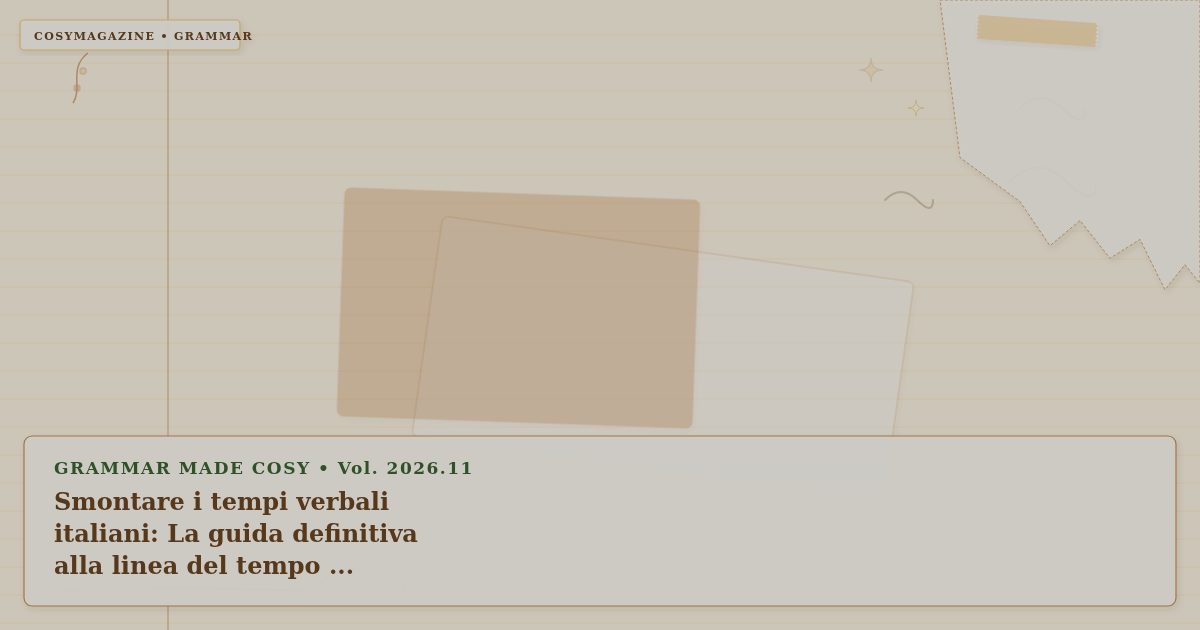 COSYMAGAZINE • GRAMMAR
GRAMMAR MADE COSY • Vol. 2026.11
Smontare i tempi verbali
italiani: La guida definitiva
alla linea del tempo ...